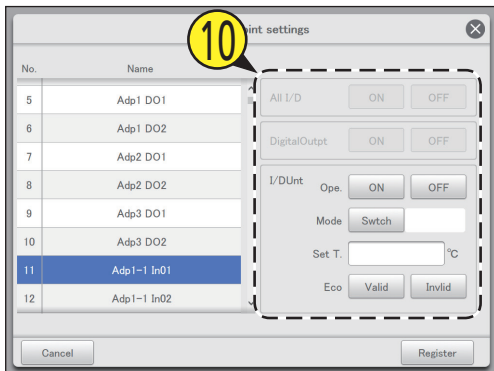 int settings
10
No. Name
5 Adp1 DO1
6 Adp1 DO2
7 Adp2 DO1
8 Adp2 DO2
9 Adp3 DO1
10 Adp3 DO2
11 Adp1-1 In01
12 Adp1-1 In02
All I/D ON OFF
DigitalOutpt ON OFF
I/DUnt Ope. ON OFF
Mode Swtch
Set T. °C
Eco Valid Invlid
Cancel Register